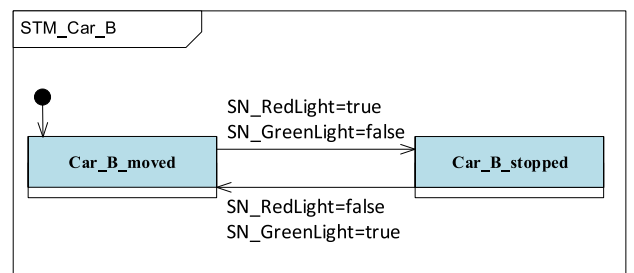 STM_Car_B
SN_RedLight=true
SN_GreenLight=false
Car_B_moved
Car_B_stopped
SN_RedLight=false
SN_GreenLight=true